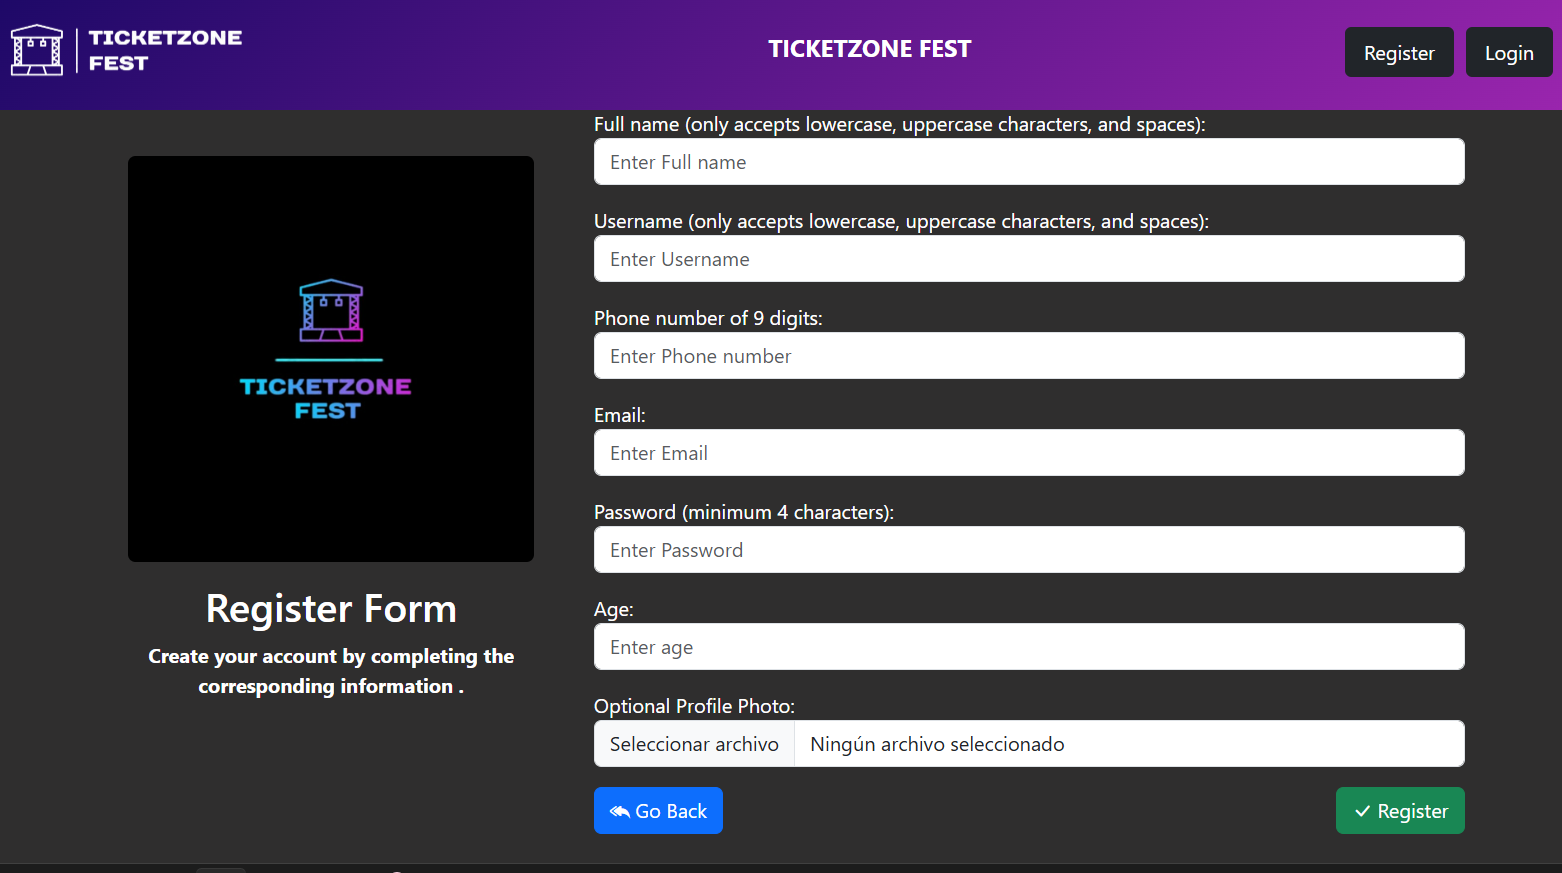 TICKETZONE
FEST
TICKETZONE FEST
Register
Login
TICKETZONE
FEST
Register Form
Create your account by completing the
corresponding information .
Full name (only accepts lowercase, uppercase characters, and spaces):
Enter Full name
Username (only accepts lowercase, uppercase characters, and spaces):
Enter Username
Phone number of 9 digits:
Enter Phone number
Email:
Enter Email
Password (minimum 4 characters):
Enter Password
Age:
Enter age
Optional Profile Photo:
Seleccionar archivo Ningún archivo seleccionado
Go Back
Register